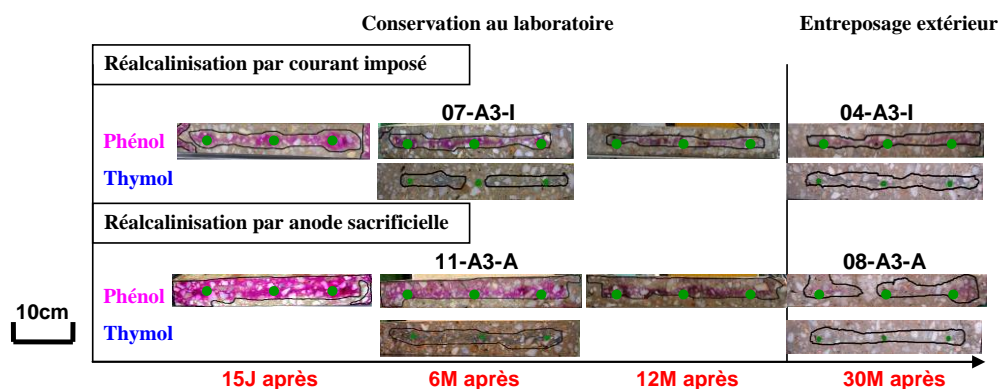 Conservation au laboratoire Entreposage extérieur
Réalcalinisation par courant imposé
07-A3-I 04-A3-I
Phénol
Thymol
Réalcalinisation par anode sacrificielle
11-A3-A 08-A3-A
Phénol
10cm
Thymol
15J après 6M après 12M après 30M après